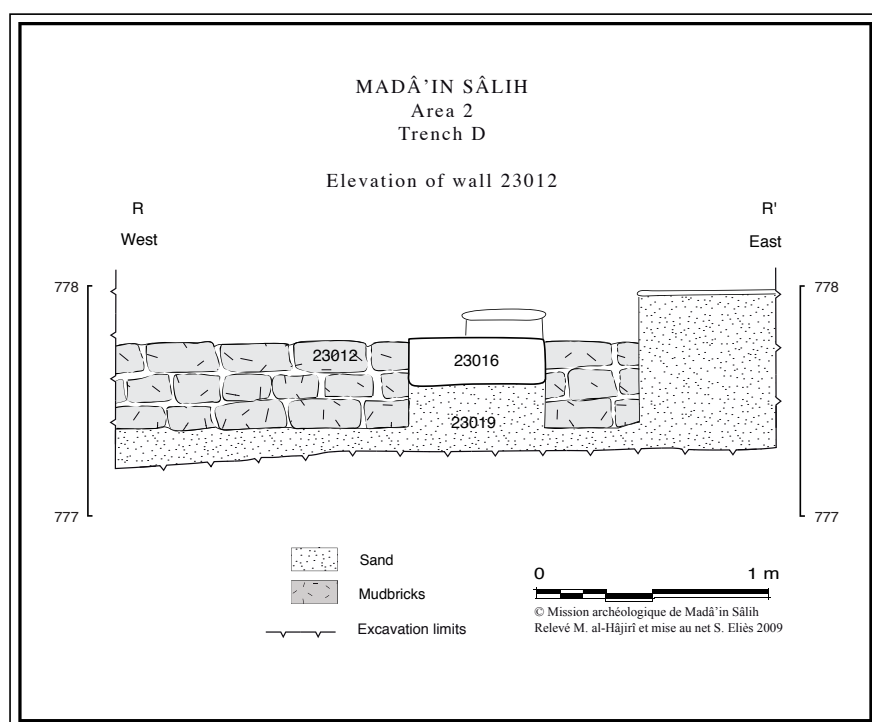 MADÂ'IN SÂLIH
Area 2
Trench D
Elevation of wall 23012
R
R'
West
East
778
778
23012
23016
23019
777
777
Sand
Mudbricks
Excavation limits
0
1 m
© Mission archéologique de Madâ'in Sâlih
Relevé M. al-Hâjirî et mise au net S. Eliès 2009